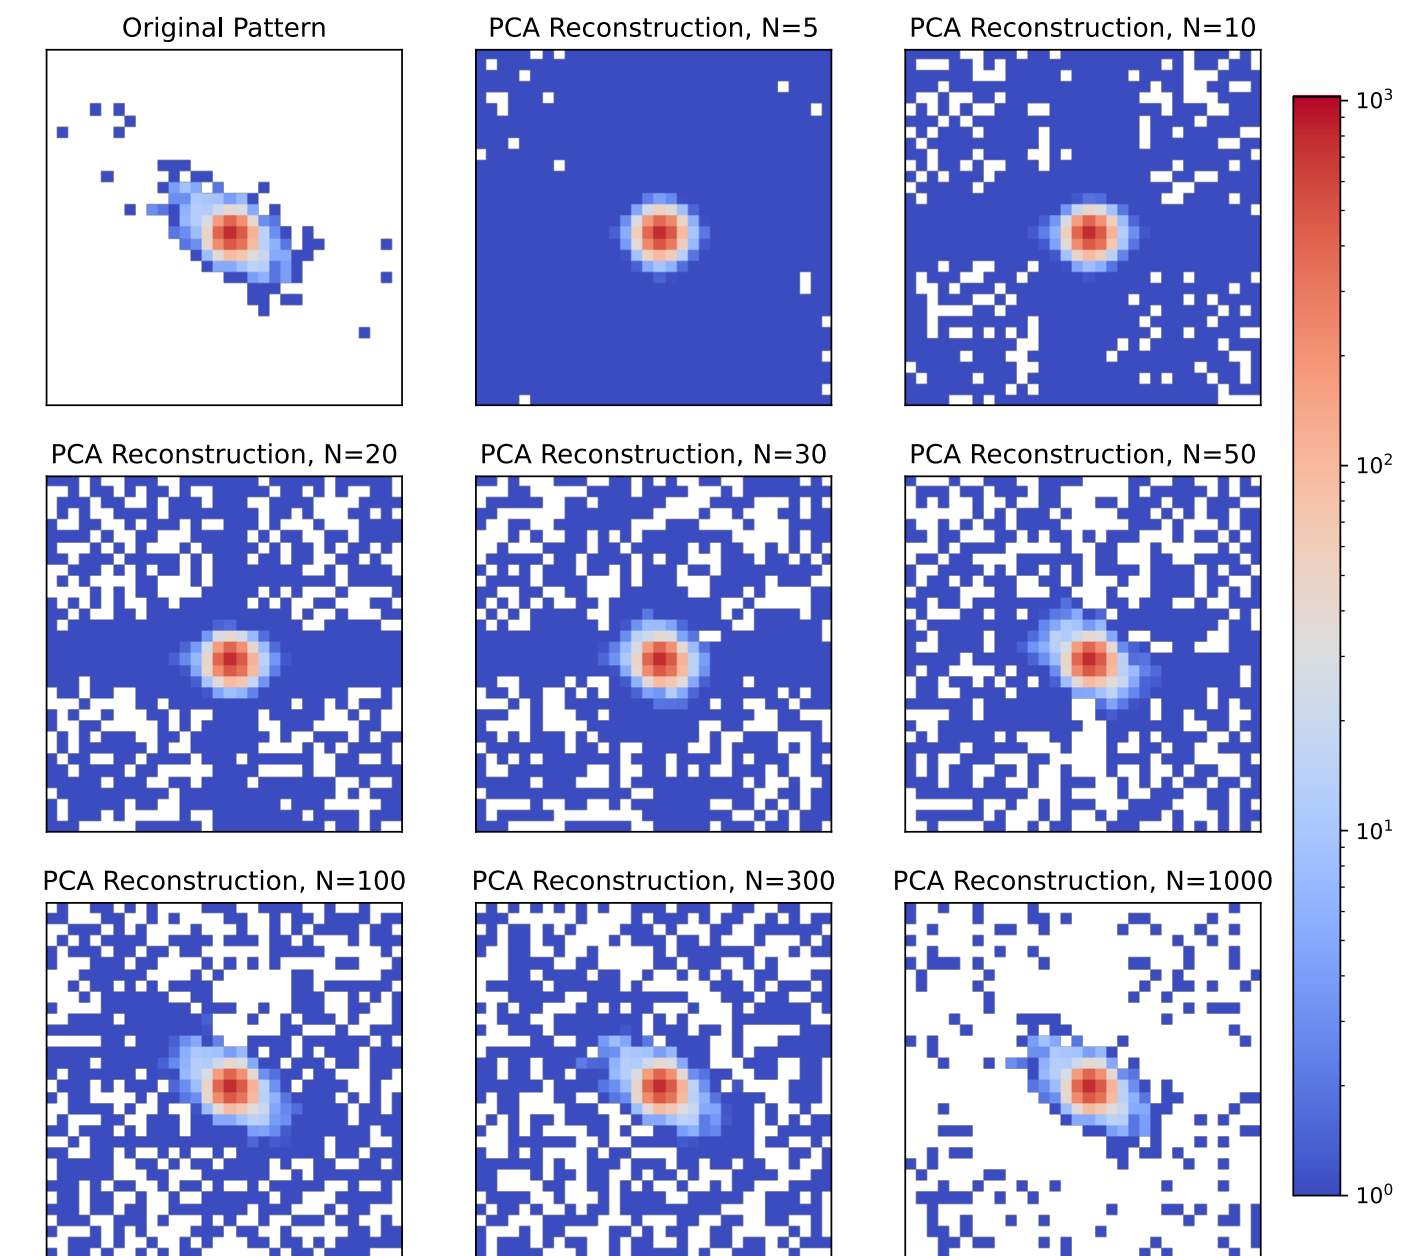 Original Pattern
PCA Reconstruction, N=5
PCA Reconstruction, N=10
10³
10²
10¹
10⁰
PCA Reconstruction, N=20
PCA Reconstruction, N=30
PCA Reconstruction, N=50
PCA Reconstruction, N=100
PCA Reconstruction, N=300
PCA Reconstruction, N=1000